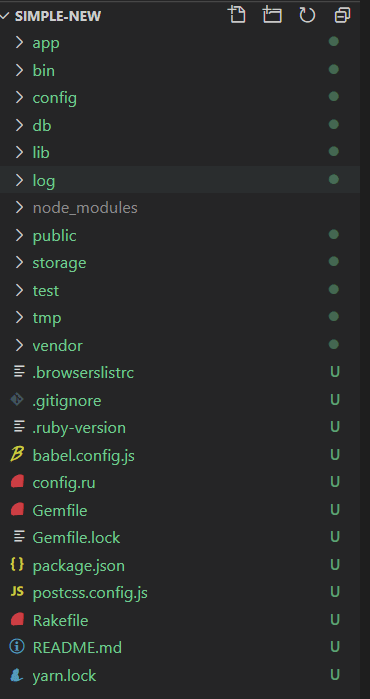 SIMPLE-NEW
app
bin
config
db
lib
log
node_modules
public
storage
test
tmp
vendor
.browserslistrc U
.gitignore U
.ruby-version U
babel.config.js U
config.ru U
Gemfile U
Gemfile.lock U
{} package.json U
JS postcss.config.js U
Rakefile U
README.md U
yarn.lock U